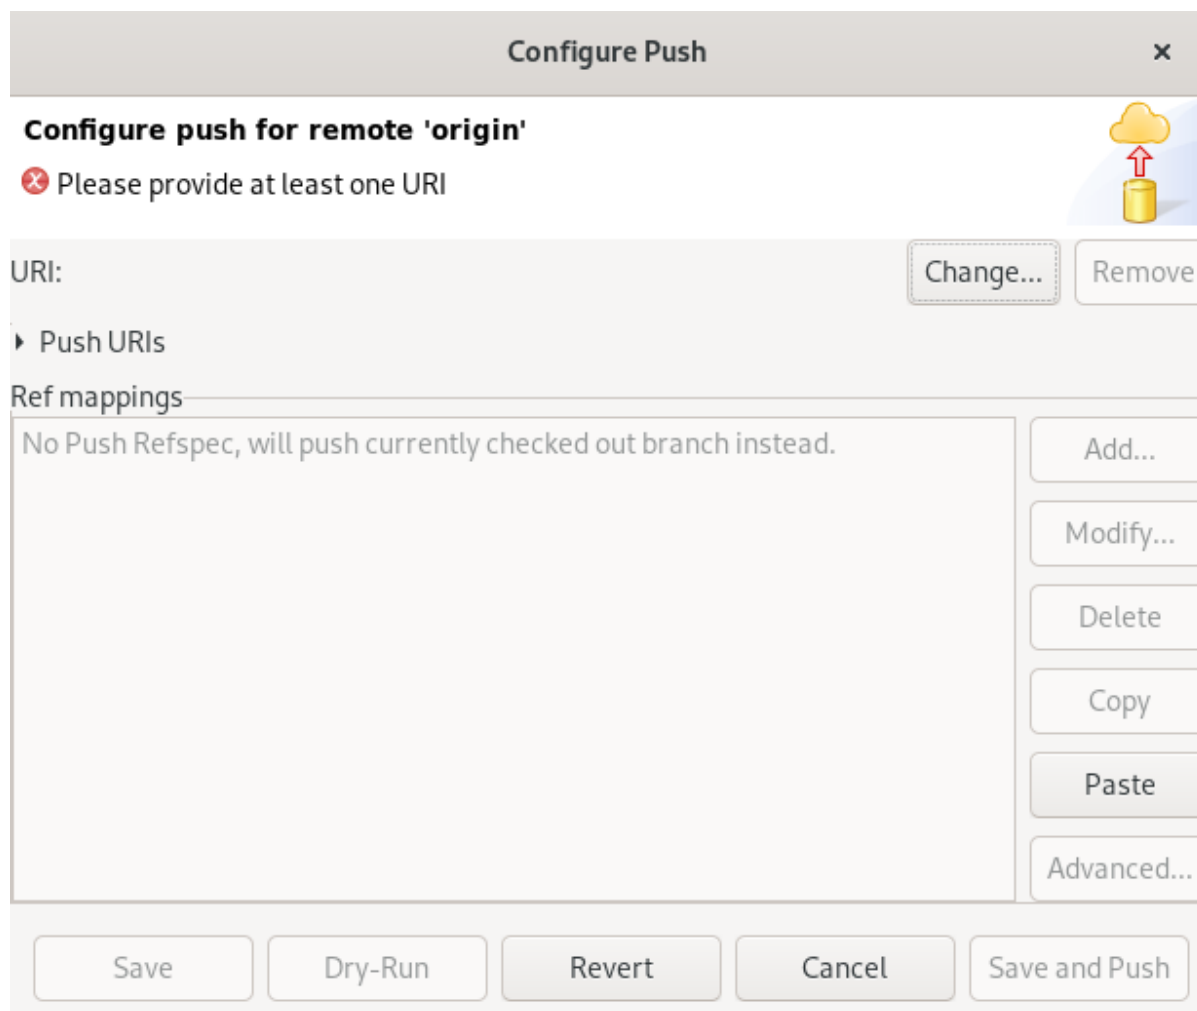 Configure Push
Configure push for remote 'origin'
Please provide at least one URI
URI:
Change...
Remove
Push URIs
Ref mappings
No Push Refspec, will push currently checked out branch instead.
Add...
Modify...
Delete
Copy
Paste
Advanced...
Save
Dry-Run
Revert
Cancel
Save and Push